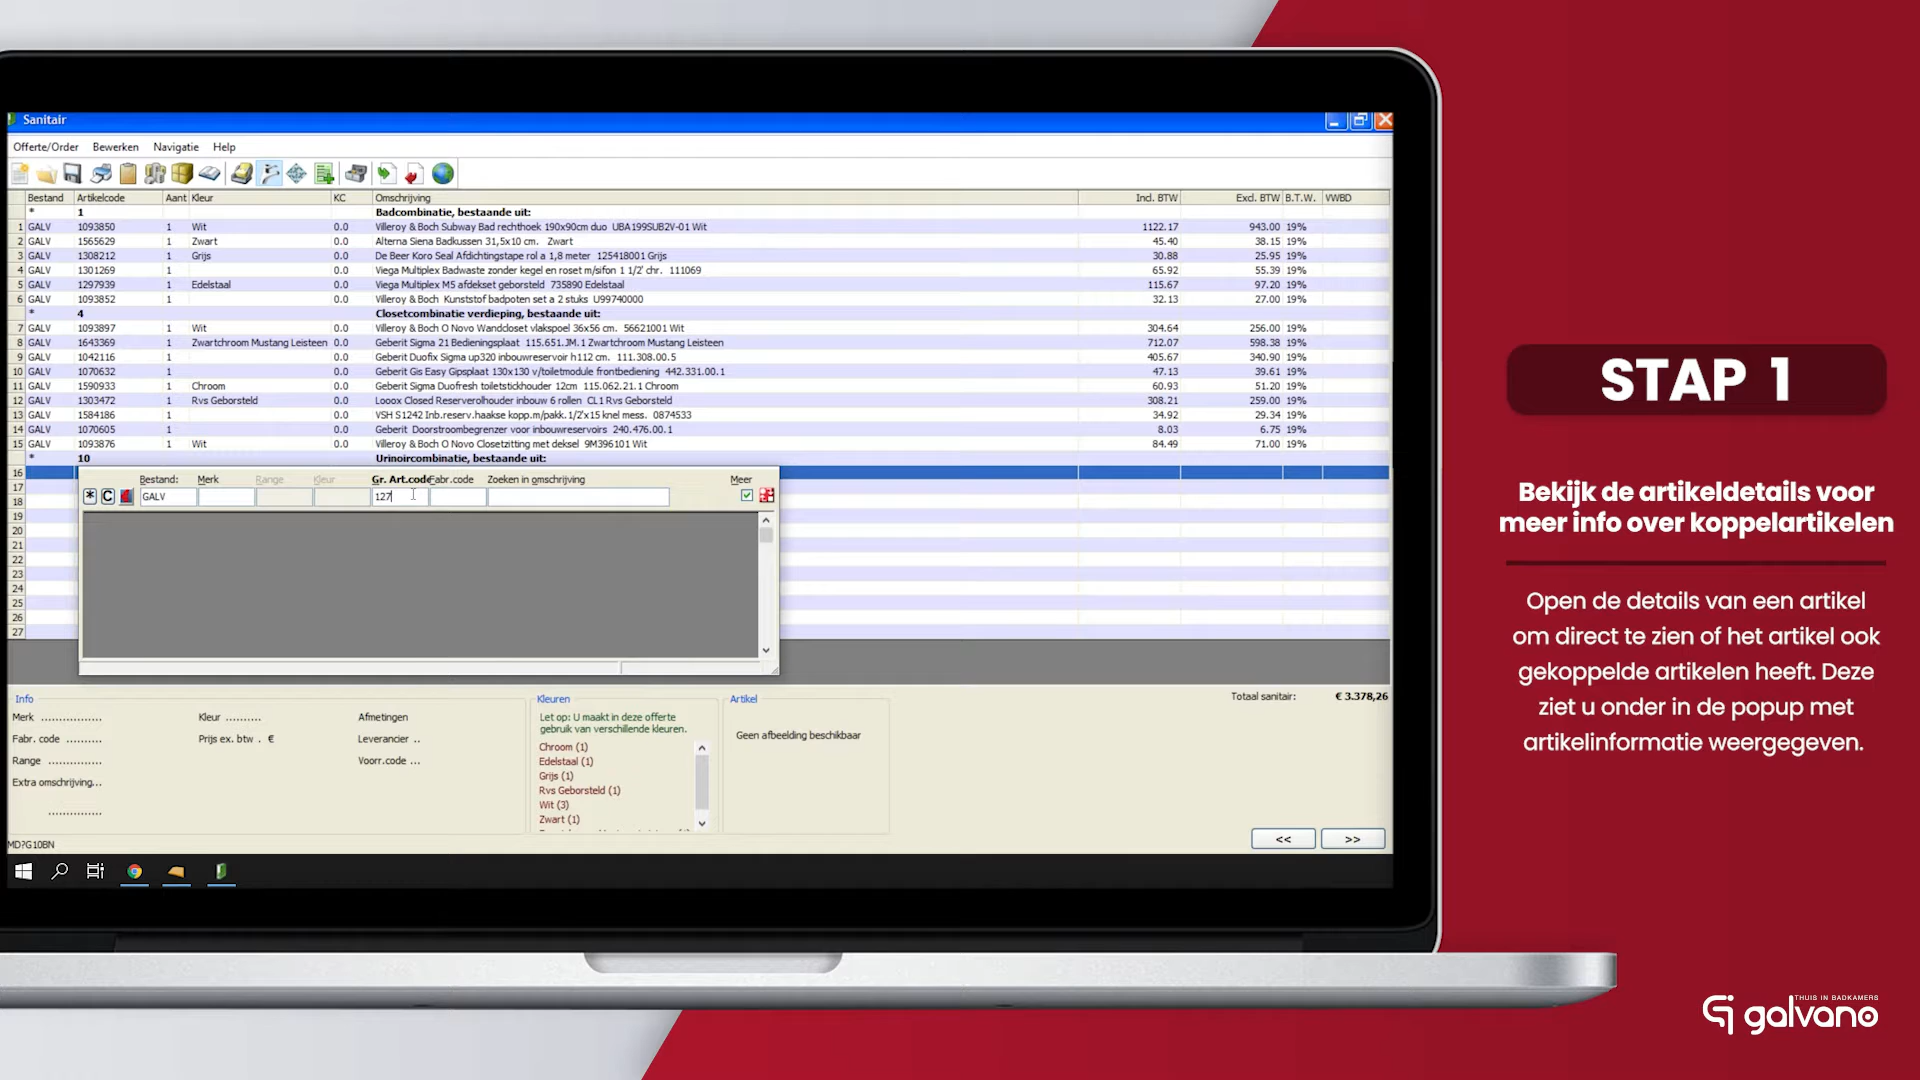 Sanitair
Offerte/Order Bewerken Navigatie Help
Bestand Artikelcode Aant Kleur KC Omschrijving Incl. BTW Excl. BTW B.T.W. VWBD
* 1 Badcombinatie, bestaande uit:
1 GALV 1093850 1 Wit 0.0 Villeroy & Boch Subway Bad rechthoek 190x90cm duo UBA199SUB2V-01 Wit 1122.17 943.00 19%
2 GALV 1565629 1 Zwart 0.0 Alterna Siena Badkussen 31,5x10 cm. Zwart 45.40 38.15 19%
3 GALV 1308212 1 Grijs 0.0 De Beer Koro Seal Afdichtingstape rol a 1,8 meter 125418001 Grijs 30.88 25.95 19%
4 GALV 1301269 1 0.0 Viega Multiplex Badwaste zonder kegel en roset m/sifon 1 1/2' chr. 111069 65.92 55.39 19%
5 GALV 1297939 1 Edelstaal 0.0 Viega Multiplex M5 afdekset geborsteld 735890 Edelstaal 115.67 97.20 19%
6 GALV 1093852 1 0.0 Villeroy & Boch Kunststof badpoten set a 2 stuks U99740000 32.13 27.00 19%
* 4 Closetcombinatie verdieping, bestaande uit:
7 GALV 1093897 1 Wit 0.0 Villeroy & Boch O Novo Wandcloset vlakspoel 36x56 cm. 56621001 Wit 304.64 256.00 19%
8 GALV 1643369 1 Zwartchroom Mustang Leisteen 0.0 Geberit Sigma 21 Bedieningsplaat 115.651.JM.1 Zwartchroom Mustang Leisteen 712.07 598.38 19%
9 GALV 1042116 1 0.0 Geberit Duofix Sigma up320 inbouwreservoir h112 cm. 111.308.00.5 405.67 340.90 19%
10 GALV 1070632 1 0.0 Geberit Gis Easy Gipsplaat 130x130 v/toiletmodule frontbediening 442.331.00.1 47.13 39.61 19%
11 GALV 1590933 1 Chroom 0.0 Geberit Sigma Duofresh toiletstickhouder 12cm 115.062.21.1 Chroom 60.93 51.20 19%
12 GALV 1303472 1 Rvs Geborsteld 0.0 Looox Closed Reserverolhouder inbouw 6 rollen CL1 Rvs Geborsteld 308.21 259.00 19%
13 GALV 1584186 1 0.0 VSH S1242 Inb.reserv.haakse kopp.m/pakk.1/2'x15 knel mess. 0874533 34.92 29.34 19%
14 GALV 1070605 1 0.0 Geberit Doorstroombegrenzer voor inbouwreservoirs 240.476.00.1 8.03 6.75 19%
15 GALV 1093876 1 Wit 0.0 Villeroy & Boch O Novo Closetzitting met deksel 9M396101 Wit 84.49 71.00 19%
* 10 Urinoircombinatie, bestaande uit:
16
17
18
19
20
21
22
23
24
25
26
27
Bestand: Merk Range Kleur Gr. Art.code Fabr.code Zoeken in omschrijving Meer
* C GALV 127
Info
Merk ................. Kleur .......... Afmetingen
Fabr. code .......... Prijs ex. btw . € Leverancier ..
Range ............... Voorr.code ...
Extra omschrijving...
...............
Kleuren
Let op: U maakt in deze offerte
gebruik van verschillende kleuren.
Chroom (1)
Edelstaal (1)
Grijs (1)
Rvs Geborsteld (1)
Wit (3)
Zwart (1)
Artikel
Geen afbeelding beschikbaar
Totaal sanitair: € 3.378,26
<< >>
MD?G10BN
STAP 1
Bekijk de artikeldetails voor
meer info over koppelartikelen
Open de details van een artikel
om direct te zien of het artikel ook
gekoppelde artikelen heeft. Deze
ziet u onder in de popup met
artikelinformatie weergegeven.
THUIS IN BADKAMERS
galvano